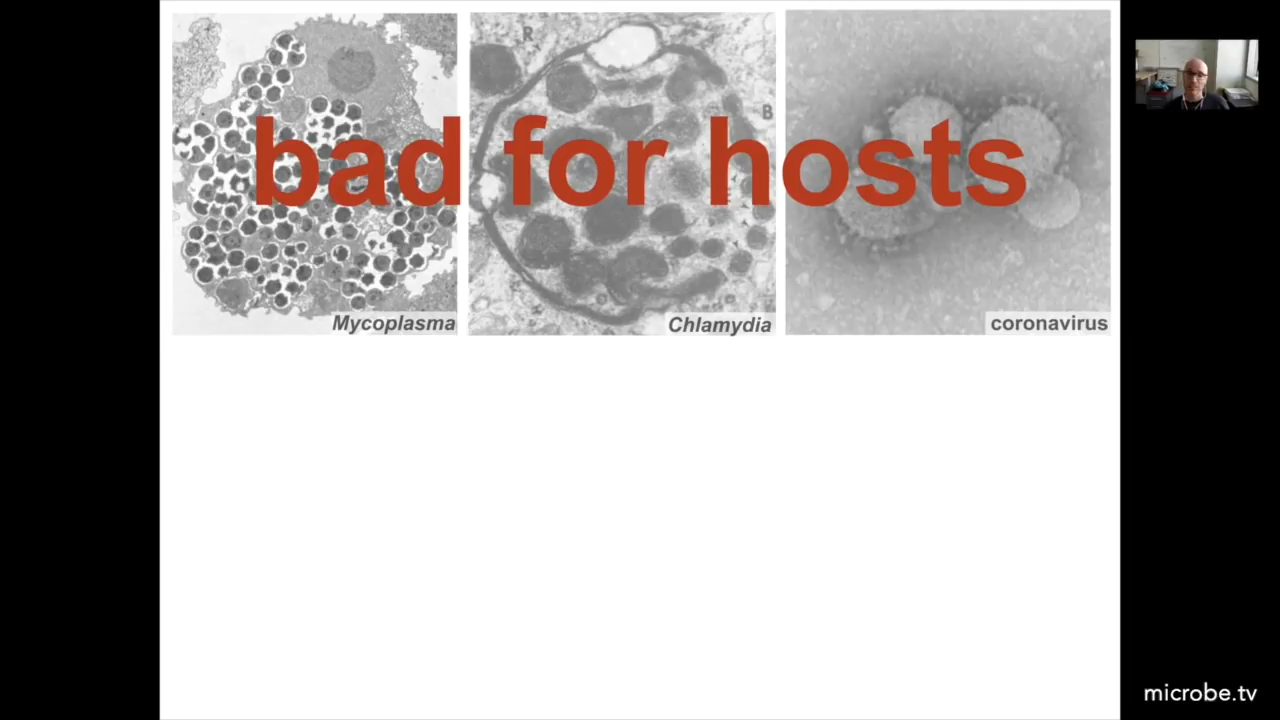 R
B
bad for hosts
Mycoplasma
Chlamydia
coronavirus
microbe.tv